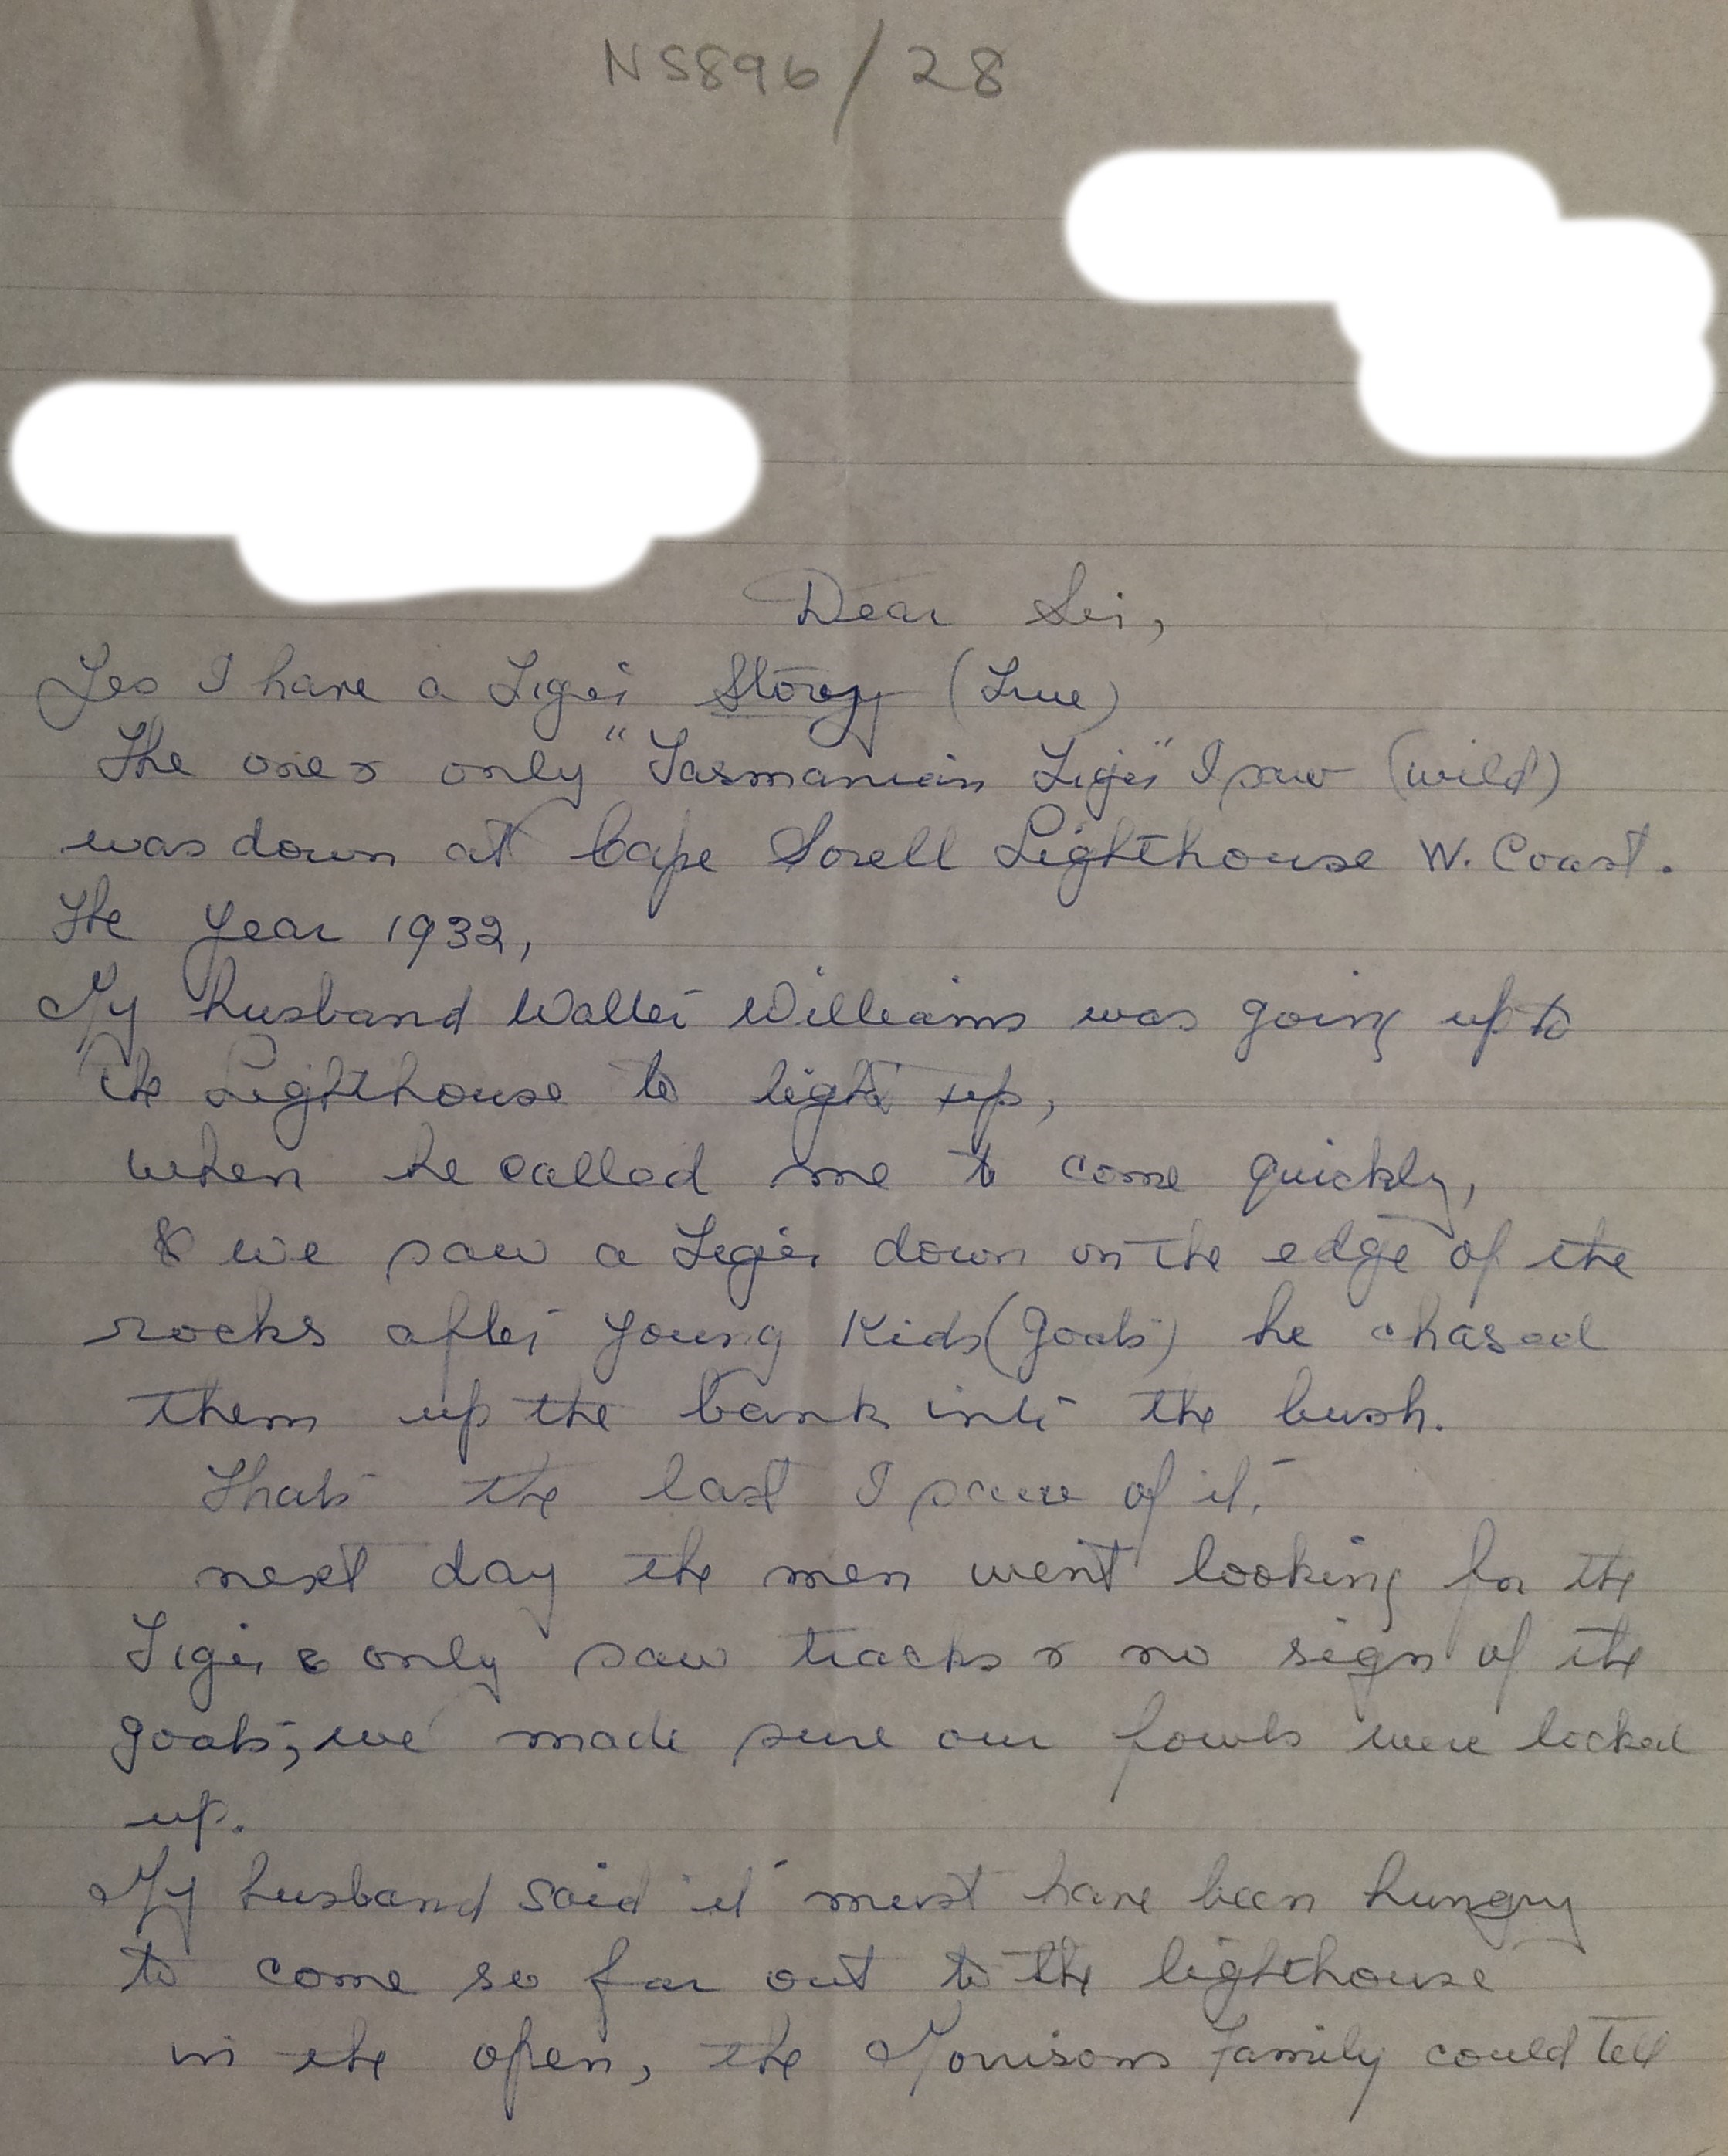 NS896/28
Dear Sir,
Yes I have a Tiger Story (True)
The one & only "Tasmanian Tiger" I saw (wild)
was down at Cape Sorell Lighthouse W. Coast.
The year 1932,
My husband Walter Williams was going up to
the Lighthouse to light up,
when he called me to come quickly,
& we saw a Tiger down on the edge of the
rocks after young Kids (goats) he chased
them up the bank into the bush.
Thats the last I saw of it.
next day the men went looking for the
Tiger & only saw tracks & no sign of the
goats, we made sure our fowls were locked
up.
My husband said it must have been hungry
to come so far out to the lighthouse
in the open, the Morrisons family could tell